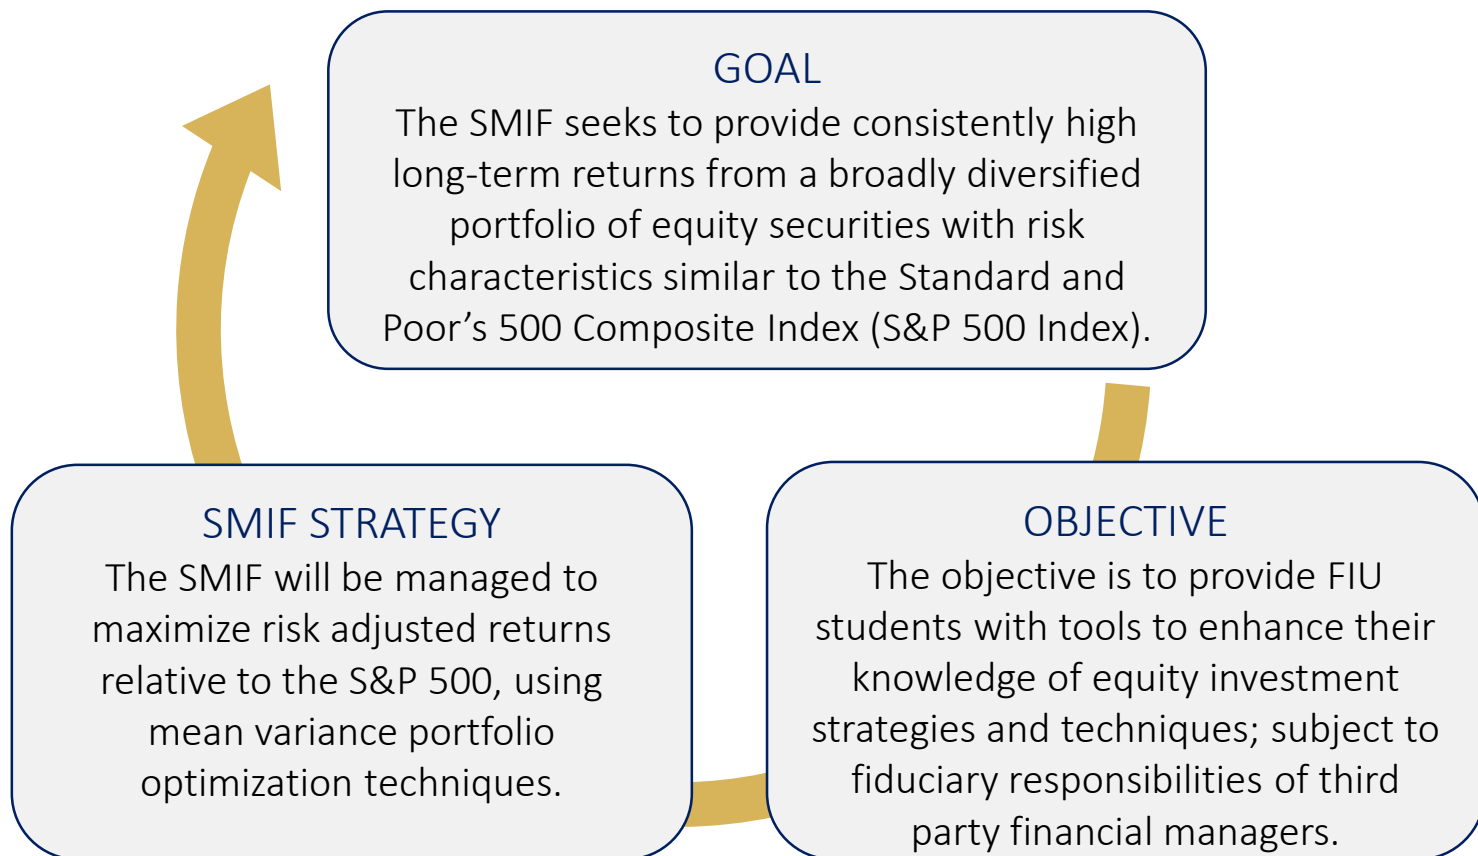 GOAL
The SMIF seeks to provide consistently high
long-term returns from a broadly diversified
portfolio of equity securities with risk
characteristics similar to the Standard and
Poor’s 500 Composite Index (S&P 500 Index).
SMIF STRATEGY
The SMIF will be managed to
maximize risk adjusted returns
relative to the S&P 500, using
mean variance portfolio
optimization techniques.
OBJECTIVE
The objective is to provide FIU
students with tools to enhance their
knowledge of equity investment
strategies and techniques; subject to
fiduciary responsibilities of third
party financial managers.